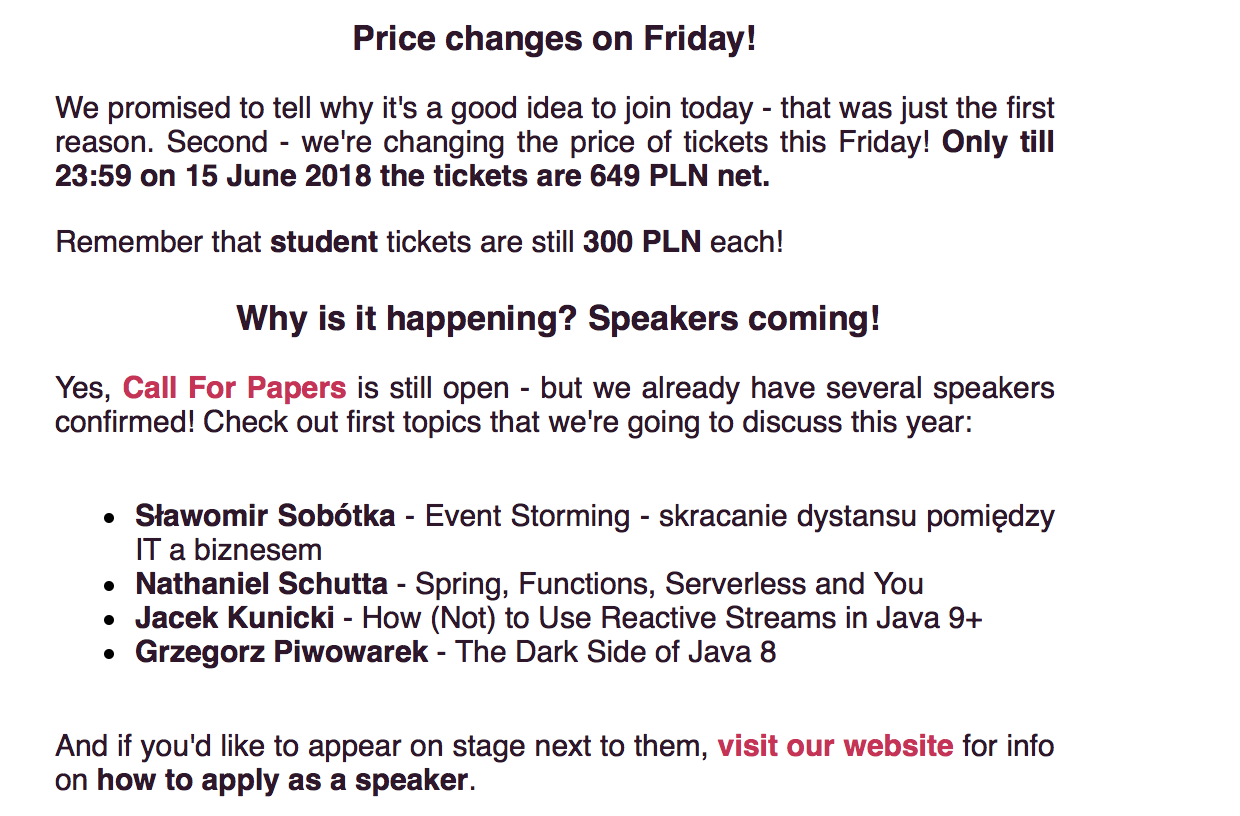 Price changes on Friday!
We promised to tell why it's a good idea to join today - that was just the first
reason. Second - we're changing the price of tickets this Friday! Only till
23:59 on 15 June 2018 the tickets are 649 PLN net.
Remember that student tickets are still 300 PLN each!
Why is it happening? Speakers coming!
Yes, Call For Papers is still open - but we already have several speakers
confirmed! Check out first topics that we're going to discuss this year:
• Sławomir Sobótka - Event Storming - skracanie dystansu pomiędzy
IT a biznesem
• Nathaniel Schutta - Spring, Functions, Serverless and You
• Jacek Kunicki - How (Not) to Use Reactive Streams in Java 9+
• Grzegorz Piwowarek - The Dark Side of Java 8
And if you'd like to appear on stage next to them, visit our website for info
on how to apply as a speaker.